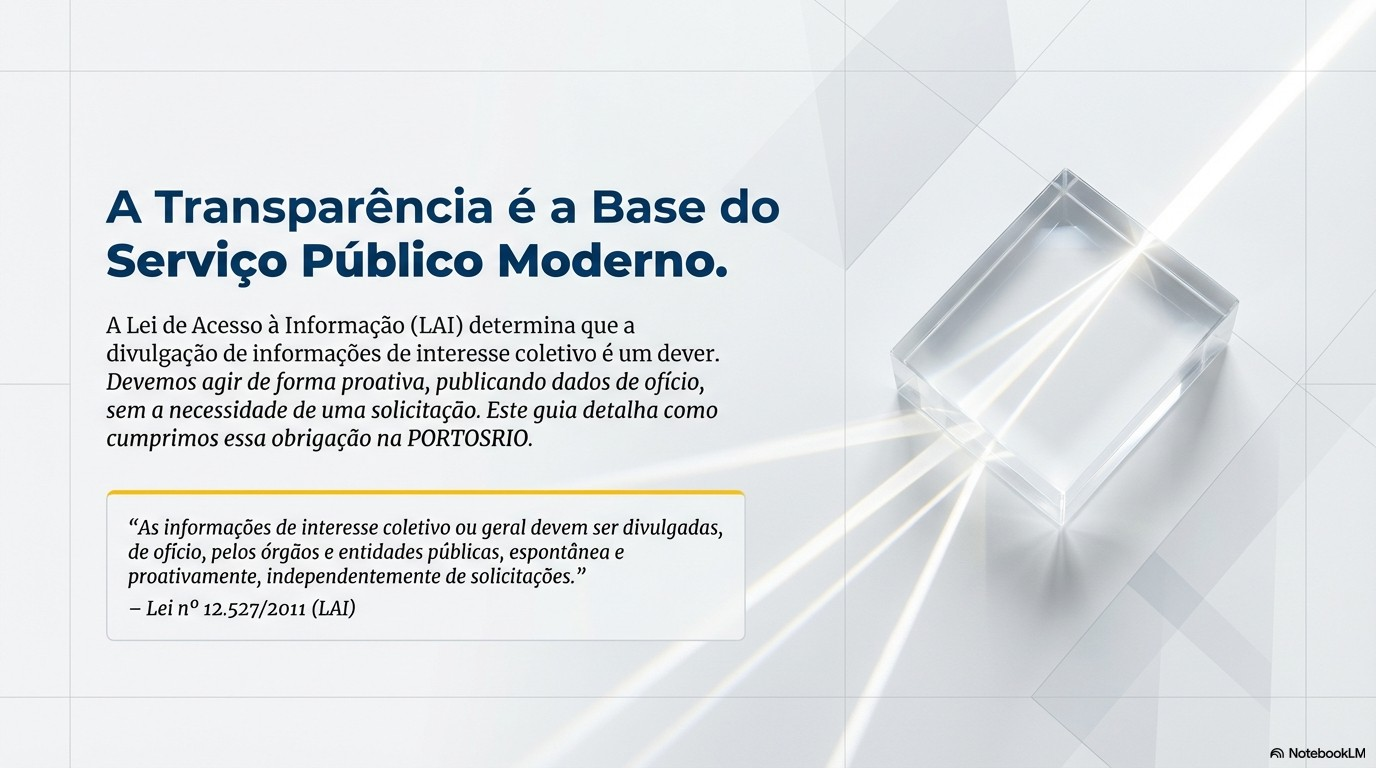 A Transparência é a Base do
Serviço Público Moderno.
A Lei de Acesso à Informação (LAI) determina que a
divulgação de informações de interesse coletivo é um dever.
Devemos agir de forma proativa, publicando dados de ofício,
sem a necessidade de uma solicitação. Este guia detalha como
cumprimos essa obrigação na PORTOSRIO.
“As informações de interesse coletivo ou geral devem ser divulgadas,
de ofício, pelos órgãos e entidades públicas, espontânea e
proativamente, independentemente de solicitações.”
– Lei nº 12.527/2011 (LAI)
NotebookLM